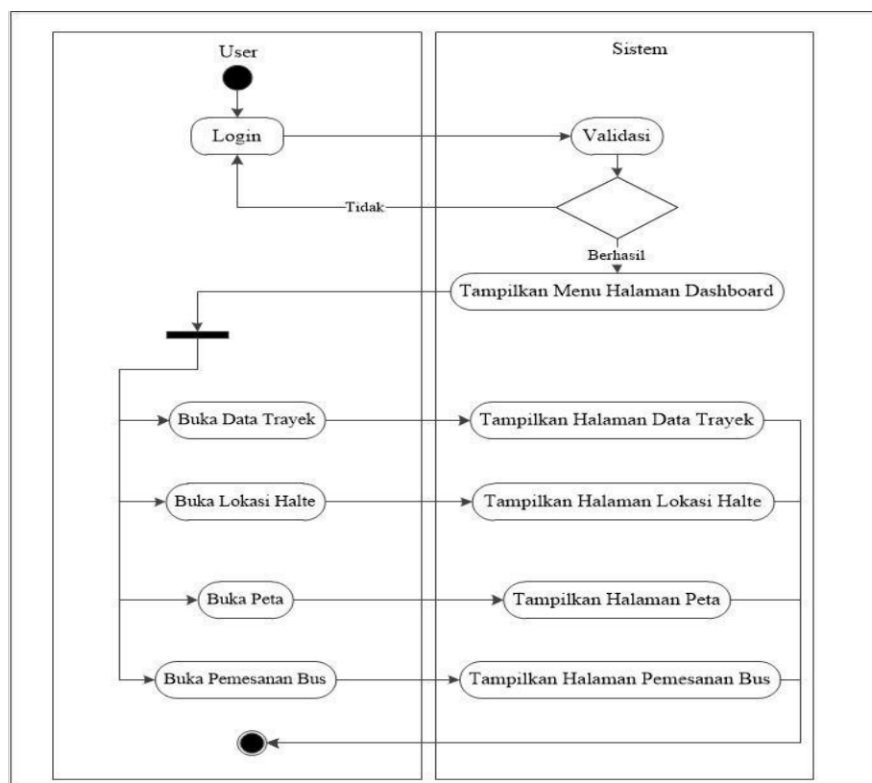 User
Sistem
Login
Validasi
Tidak
Berhasil
Tampilkan Menu Halaman Dashboard
Buka Data Trayek
Tampilkan Halaman Data Trayek
Buka Lokasi Halte
Tampilkan Halaman Lokasi Halte
Buka Peta
Tampilkan Halaman Peta
Buka Pemesanan Bus
Tampilkan Halaman Pemesanan Bus